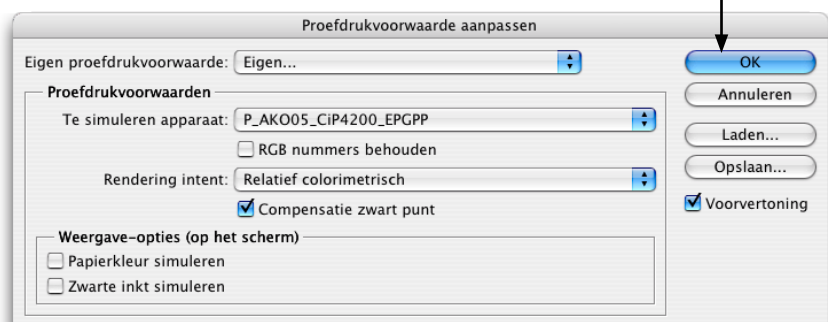 Proefdrukvoorwaarde aanpassen
Eigen proefdrukvoorwaarde: Eigen...
OK
Proefdrukvoorwaarden
Annuleren
Te simuleren apparaat: P_AKO05_CiP4200_EPGPP
Laden...
RGB nummers behouden
Opslaan...
Rendering intent: Relatief colorimetrisch
Voorvertoning
Compensatie zwart punt
Weergave-opties (op het scherm)
Papierkleur simuleren
Zwarte inkt simuleren